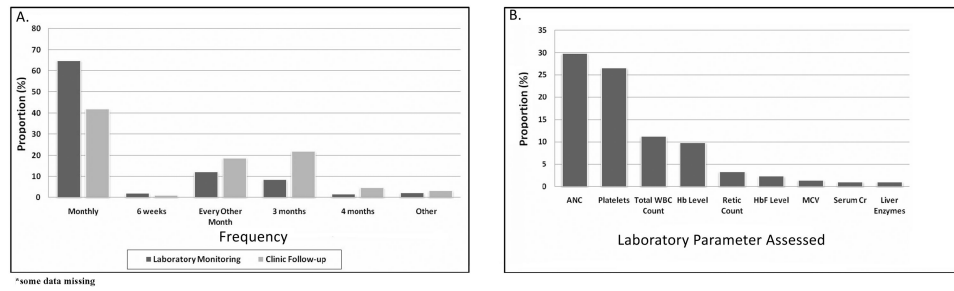 A.
80
70
60
50
40
30
20
10
0
Proportion (%)
Monthly
6 weeks
Every Other
Month
3 months
4 months
Other
Frequency
Laboratory Monitoring
Clinic Follow-up
*some data missing
B.
35
30
25
20
15
10
5
0
Proportion (%)
ANC
Platelets
Total WBC
Count
Hb Level
Retic
Count
HbF Level
MCV
Serum Cr
Liver
Enzymes
Laboratory Parameter Assessed